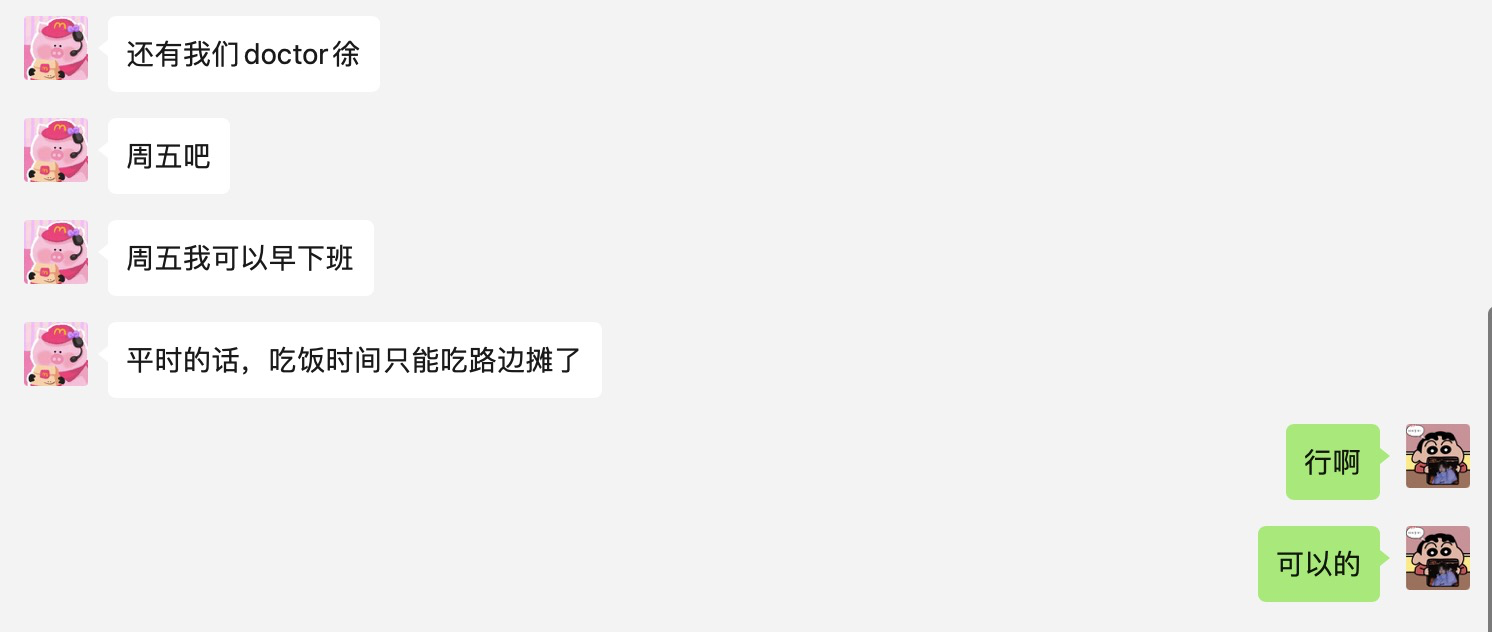 还有我们doctor徐
周五吧
周五我可以早下班
平时的话，吃饭时间只能吃路边摊了
行啊
可以的